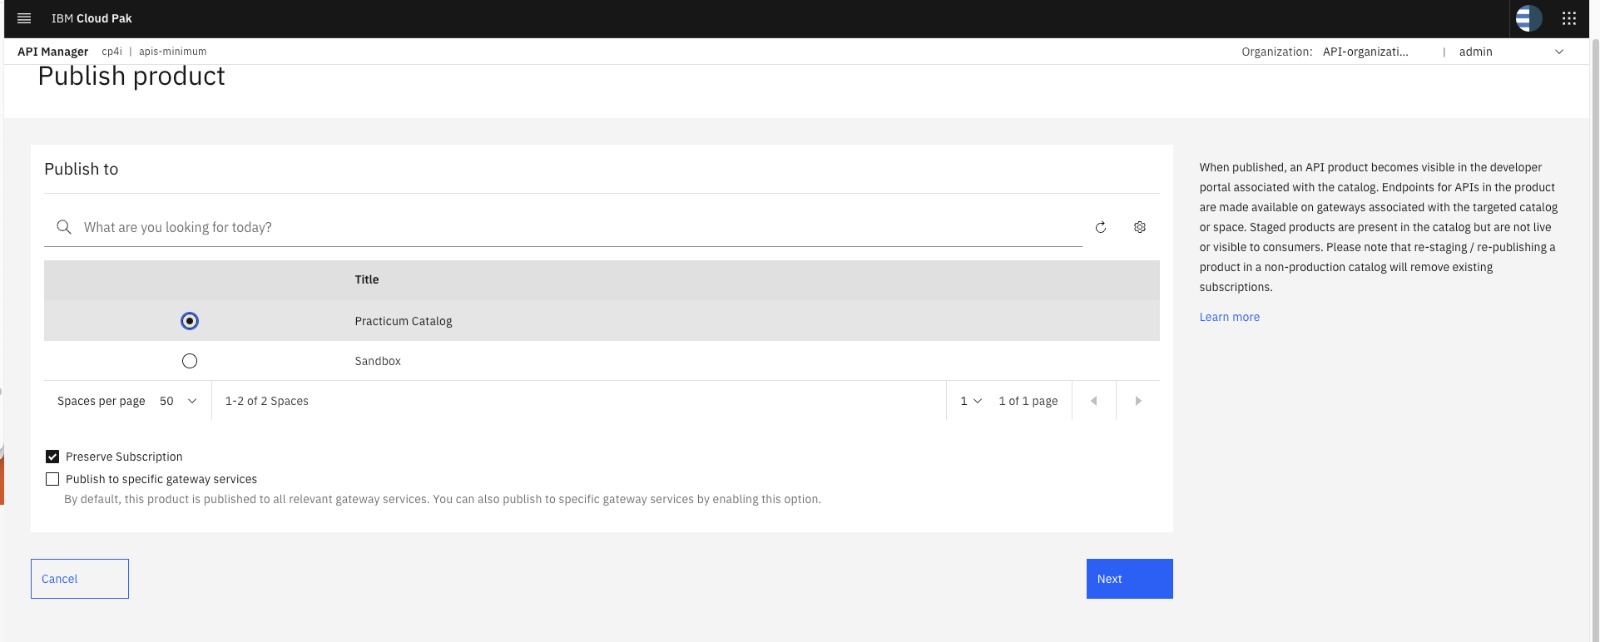 IBM Cloud Pak
API Manager cp4i | apis-minimum Organization: API-organizati... | admin
Publish product
Publish to
What are you looking for today?
Title
Practicum Catalog
Sandbox
Spaces per page 50 1-2 of 2 Spaces 1 1 of 1 page
Preserve Subscription
Publish to specific gateway services
By default, this product is published to all relevant gateway services. You can also publish to specific gateway services by enabling this option.
Cancel Next
When published, an API product becomes visible in the developer
portal associated with the catalog. Endpoints for APIs in the product
are made available on gateways associated with the targeted catalog
or space. Staged products are present in the catalog but are not live
or visible to consumers. Please note that re-staging / re-publishing a
product in a non-production catalog will remove existing
subscriptions.
Learn more